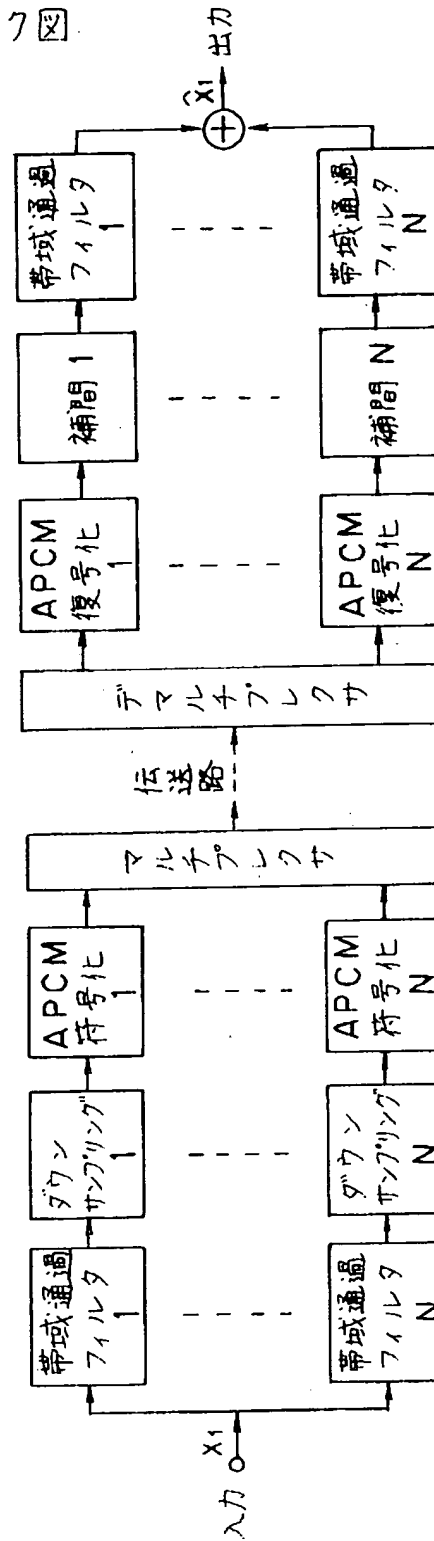 7図
入力
X1
帯域通過
フィルタ
1
ダウン
サンプリング
1
APCM
符号化
1
マルチプレクサ
伝送路
デマルチプレクサ
APCM
復号化
1
補間 1
帯域通過
フィルタ
1
X̂1
出力
帯域通過
フィルタ
N
ダウン
サンプリング
N
APCM
符号化
N
APCM
復号化
N
補間 N
帯域通過
フィルタ
N